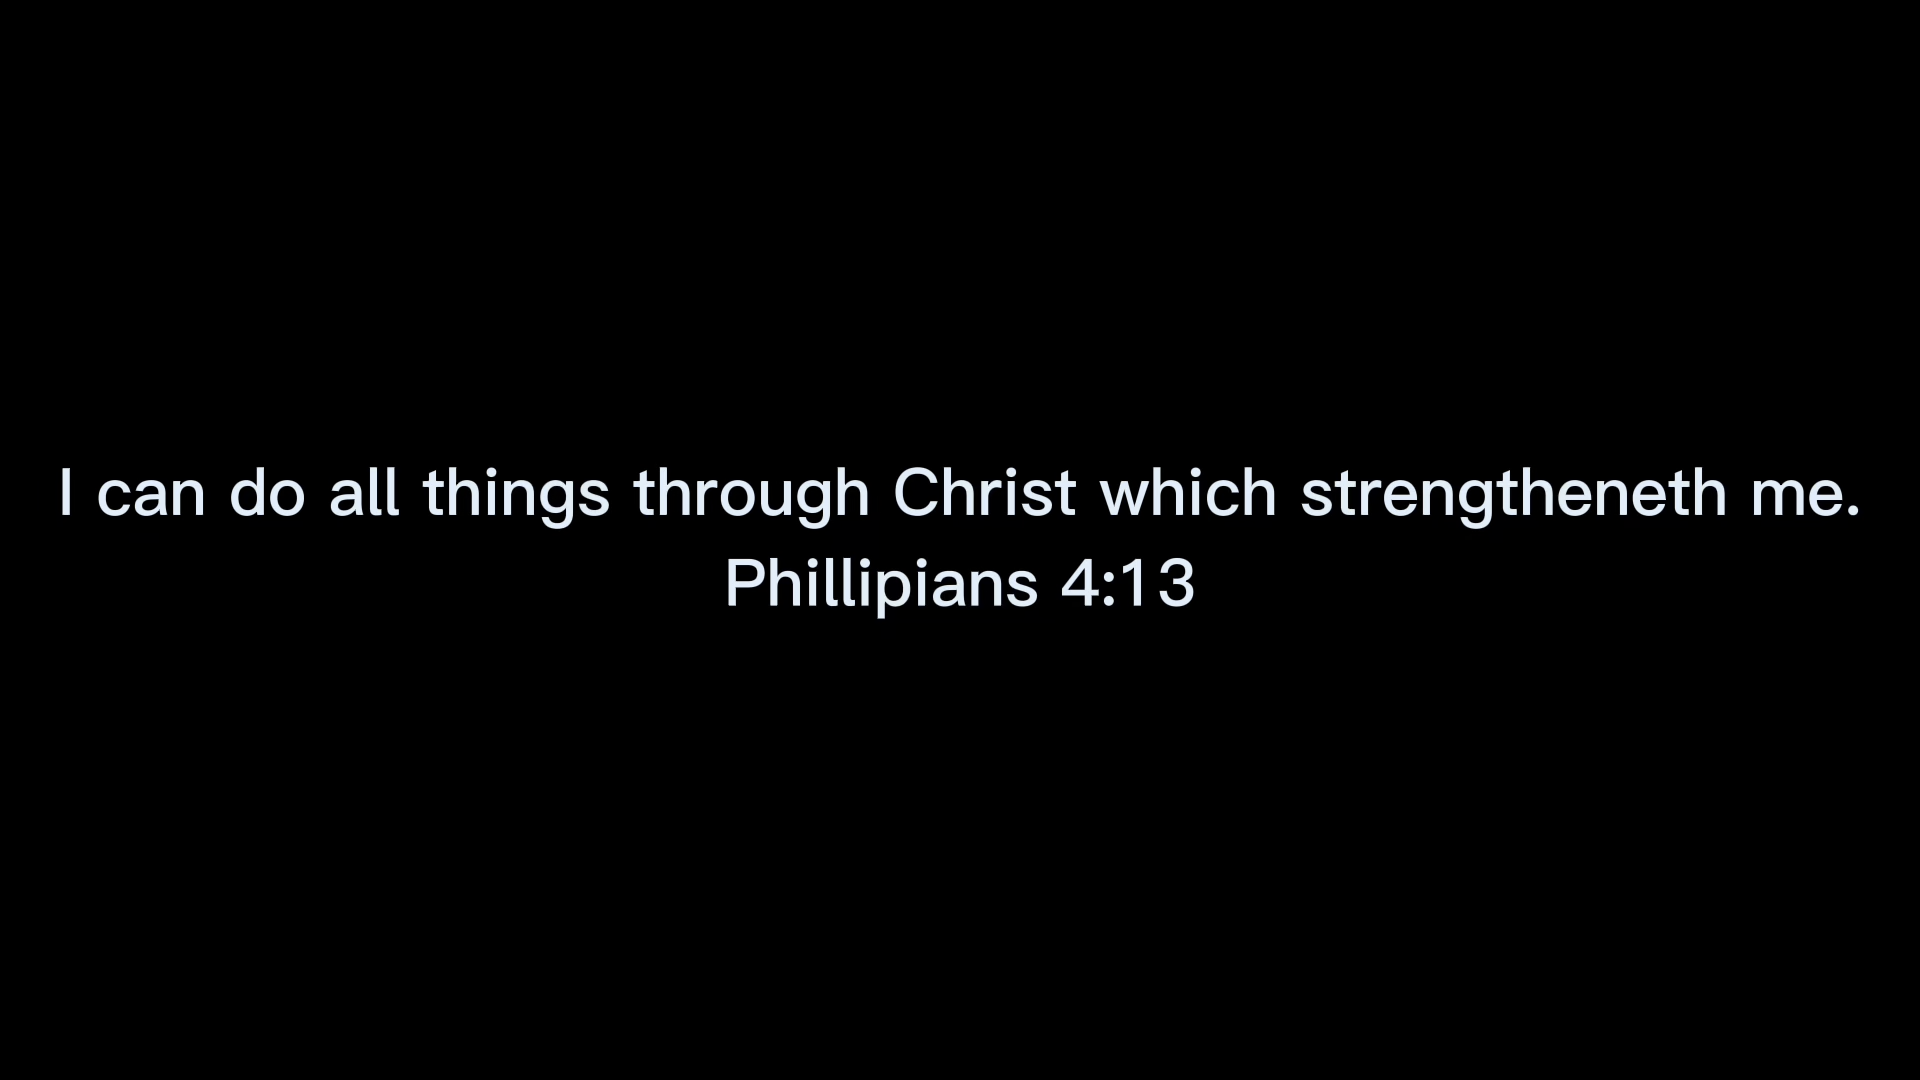 I can do all things through Christ which strengtheneth me.
Phillipians 4:13